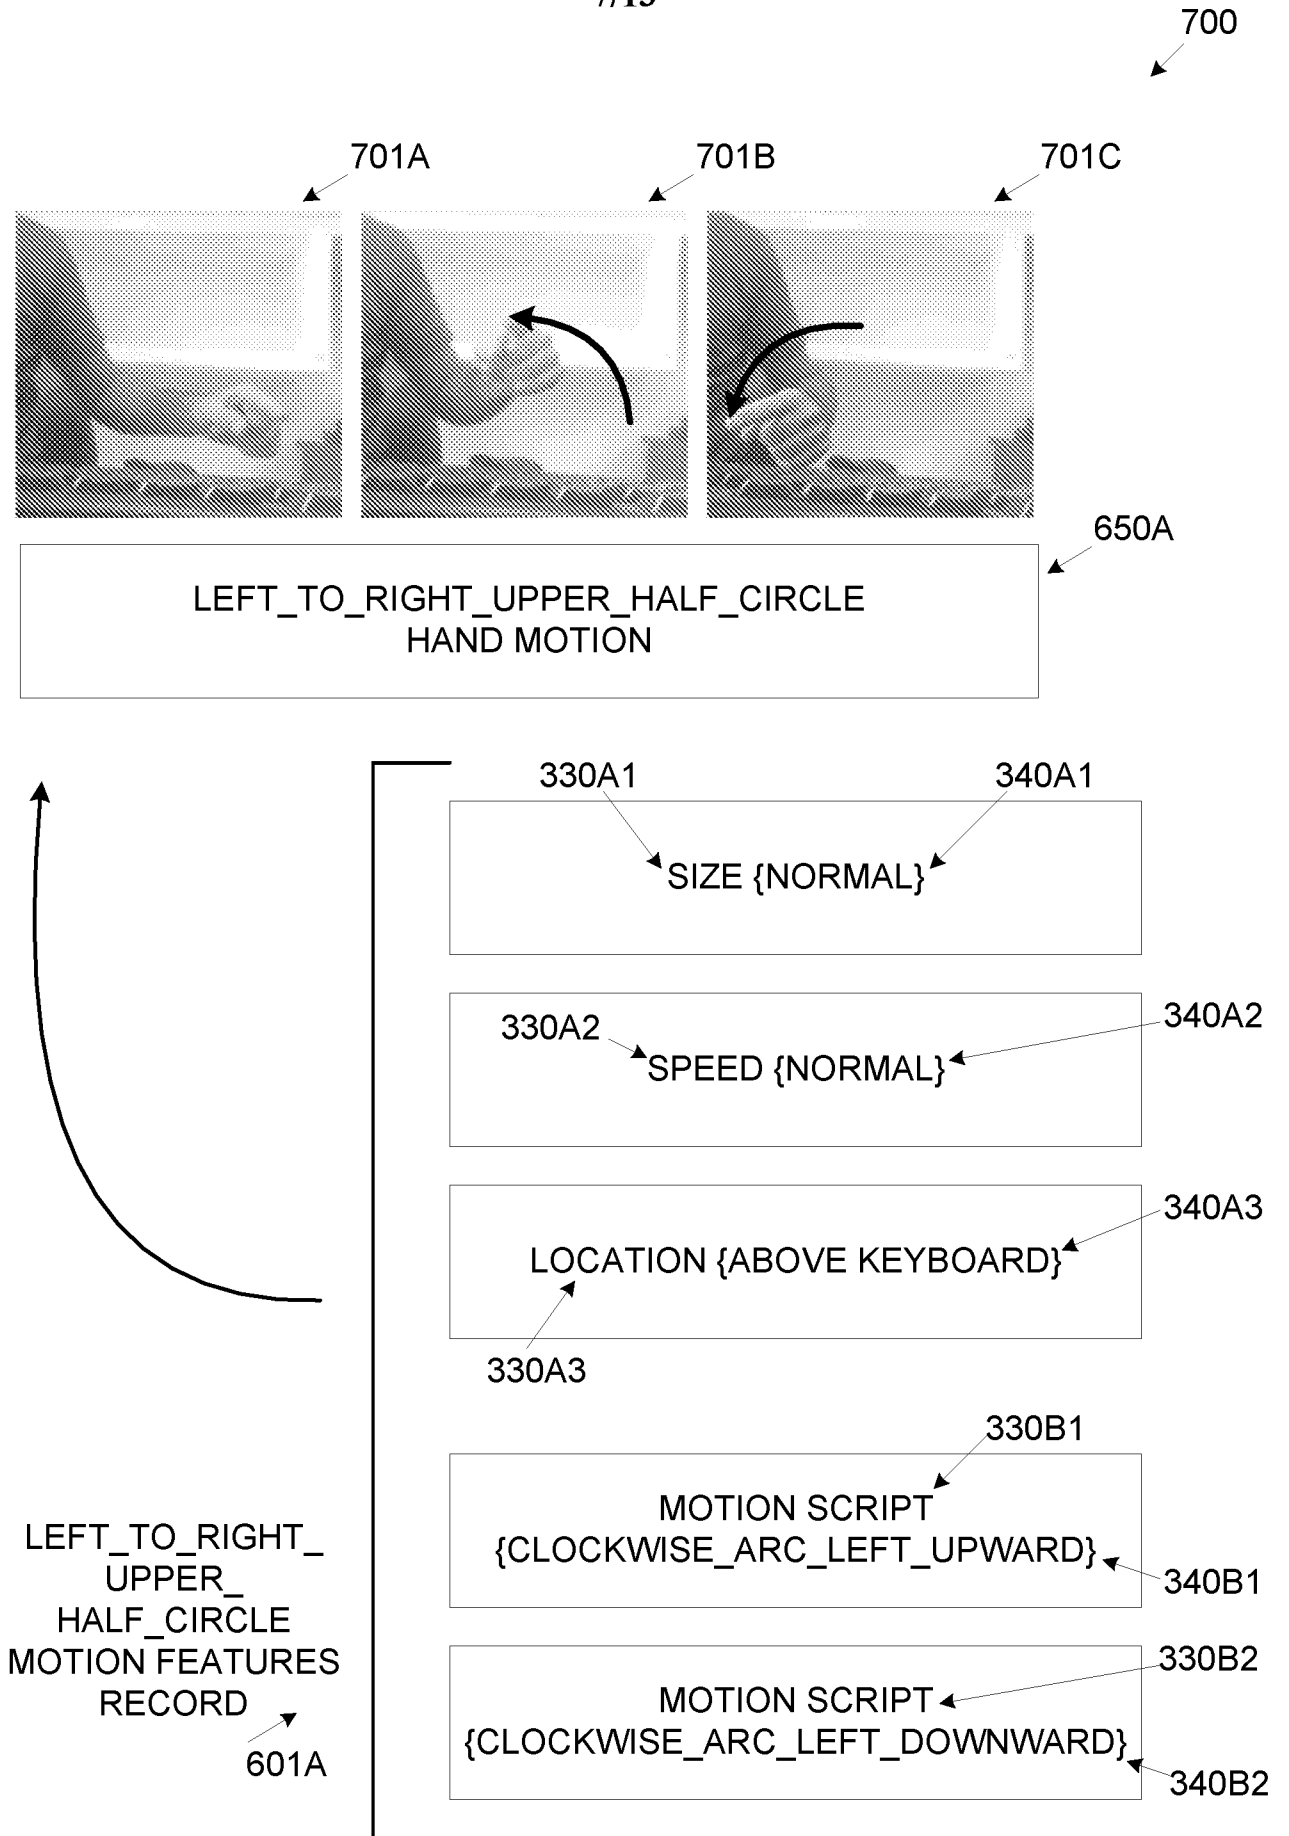 7/15
700
701A
701B
701C
650A
LEFT_TO_RIGHT_UPPER_HALF_CIRCLE
HAND MOTION
330A1
340A1
SIZE {NORMAL}
330A2
340A2
SPEED {NORMAL}
340A3
LOCATION {ABOVE KEYBOARD}
330A3
330B1
MOTION SCRIPT
{CLOCKWISE_ARC_LEFT_UPWARD}
340B1
LEFT_TO_RIGHT_
UPPER_
HALF_CIRCLE
MOTION FEATURES
RECORD
601A
330B2
MOTION SCRIPT
{CLOCKWISE_ARC_LEFT_DOWNWARD}
340B2